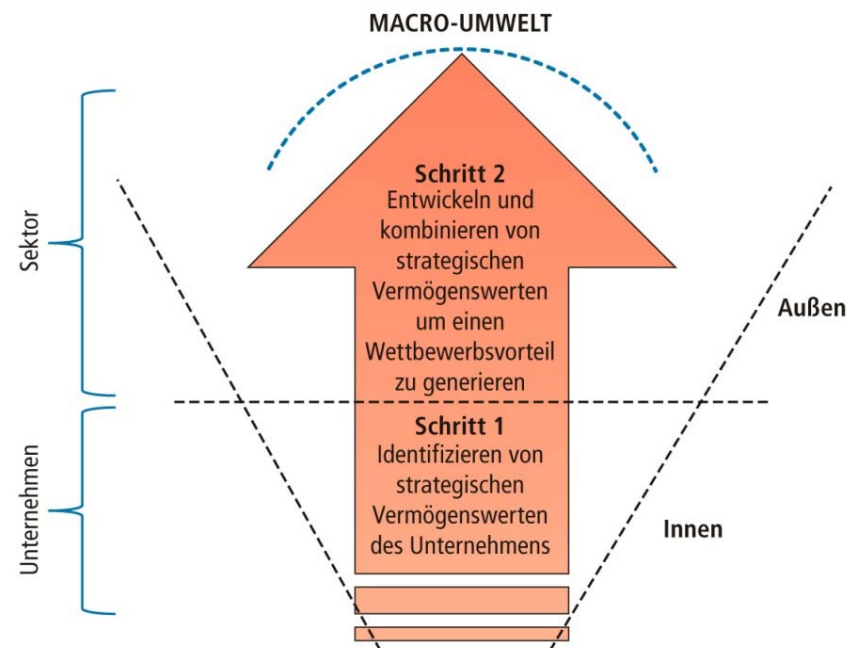 MACRO-UMWELT
Sektor
Schritt 2
Entwickeln und
kombinieren von
strategischen
Vermögenswerten
um einen
Wettbewerbsvorteil
zu generieren
Außen
Unternehmen
Schritt 1
Identifizieren von
strategischen
Vermögenswerten
des Unternehmens
Innen